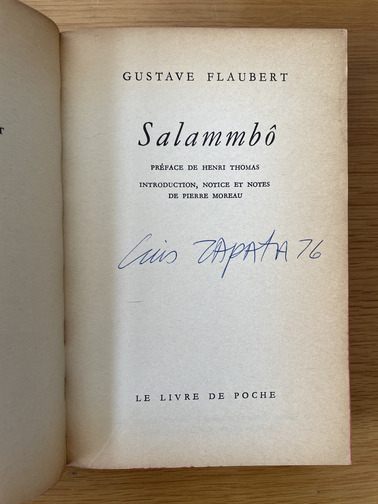 GUSTAVE FLAUBERT
Salammbô
PRÉFACE DE HENRI THOMAS
INTRODUCTION, NOTICE ET NOTES
DE PIERRE MOREAU
Luis ZAPATA 76
LE LIVRE DE POCHE